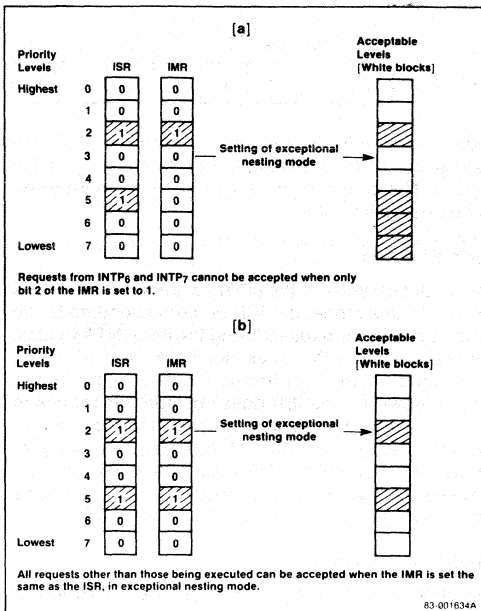 [a]
Acceptable
Priority Levels
Levels ISR IMR [White blocks]
Highest 0 0 0
1 0 0
2 1 1
3 0 0 Setting of exceptional
4 0 0 nesting mode
5 1 0
6 0 0
Lowest 7 0 0
Requests from INTP6 and INTP7 cannot be accepted when only
bit 2 of the IMR is set to 1.
[b]
Acceptable
Priority Levels
Levels ISR IMR [White blocks]
Highest 0 0 0
1 0 0
2 1 1 Setting of exceptional
3 0 0 nesting mode
4 0 0
5 1 1
6 0 0
Lowest 7 0 0
All requests other than those being executed can be accepted when the IMR is set the
same as the ISR, in exceptional nesting mode.
83-001634A